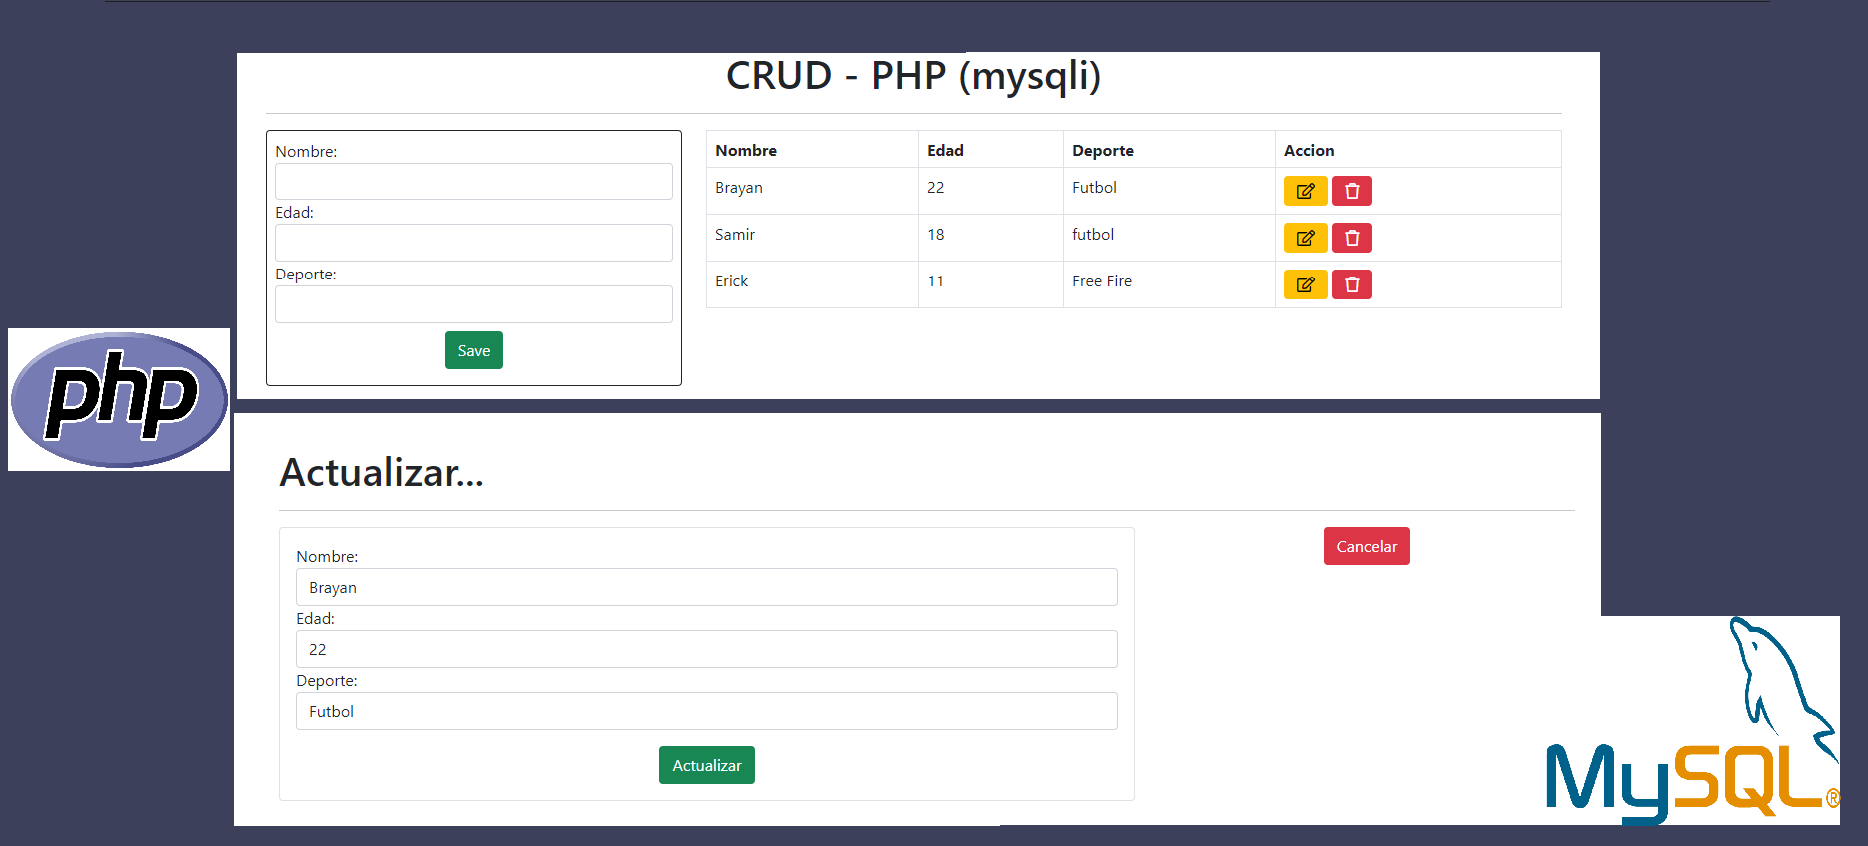 CRUD - PHP (mysqli)
Nombre:
Edad:
Deporte:
Save
Nombre Edad Deporte Accion
Brayan 22 Futbol
Samir 18 futbol
Erick 11 Free Fire
php
Actualizar...
Nombre:
Brayan
Edad:
22
Deporte:
Futbol
Actualizar
Cancelar
MySQL®